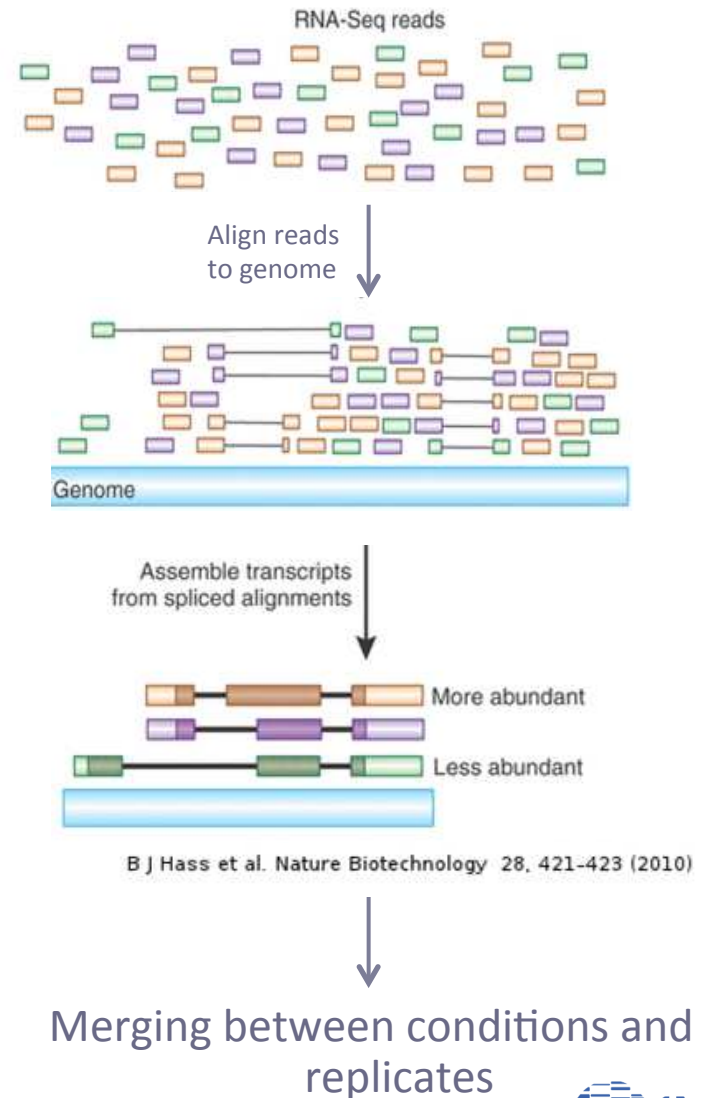 RNA-Seq reads
Align reads
to genome
Genome
Assemble transcripts
from spliced alignments
More abundant
Less abundant
B J Hass et al. Nature Biotechnology 28, 421-423 (2010)
Merging between conditions and
replicates